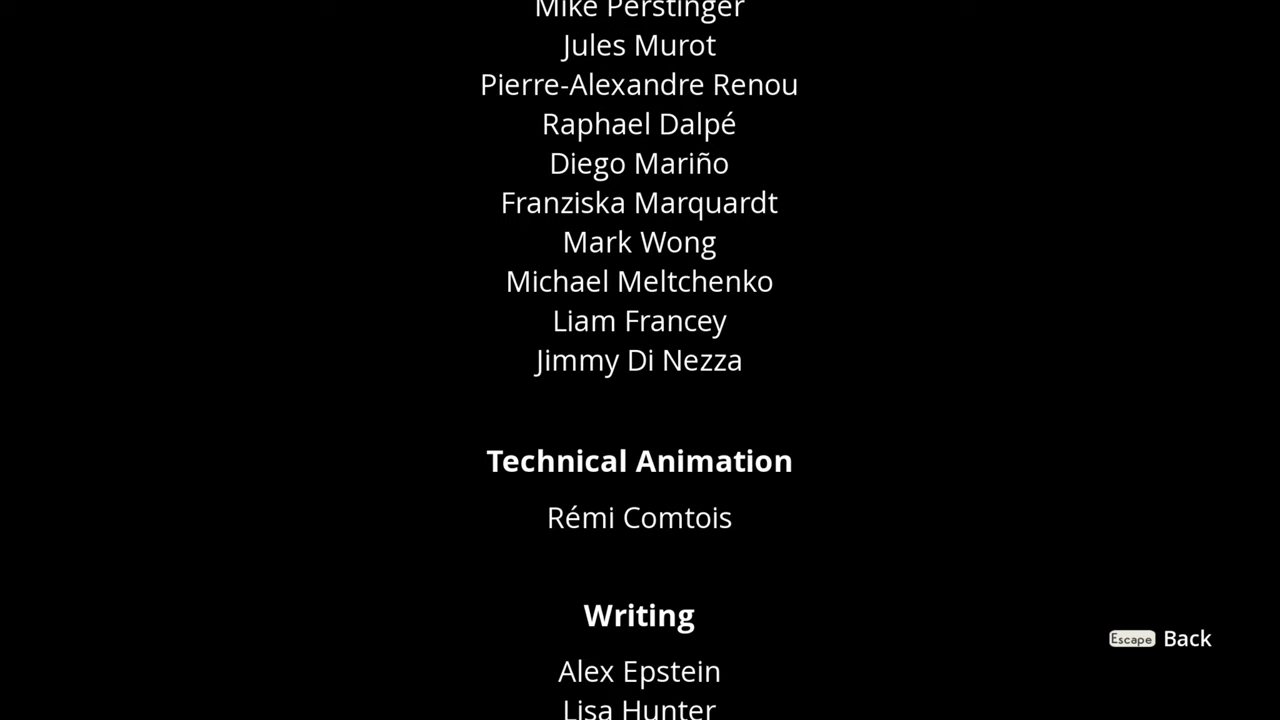 Mike Perstinger
Jules Murot
Pierre-Alexandre Renou
Raphael Dalpé
Diego Mariño
Franziska Marquardt
Mark Wong
Michael Meltchenko
Liam Francey
Jimmy Di Nezza
Technical Animation
Rémi Comtois
Writing
Escape Back
Alex Epstein
Lisa Hunter